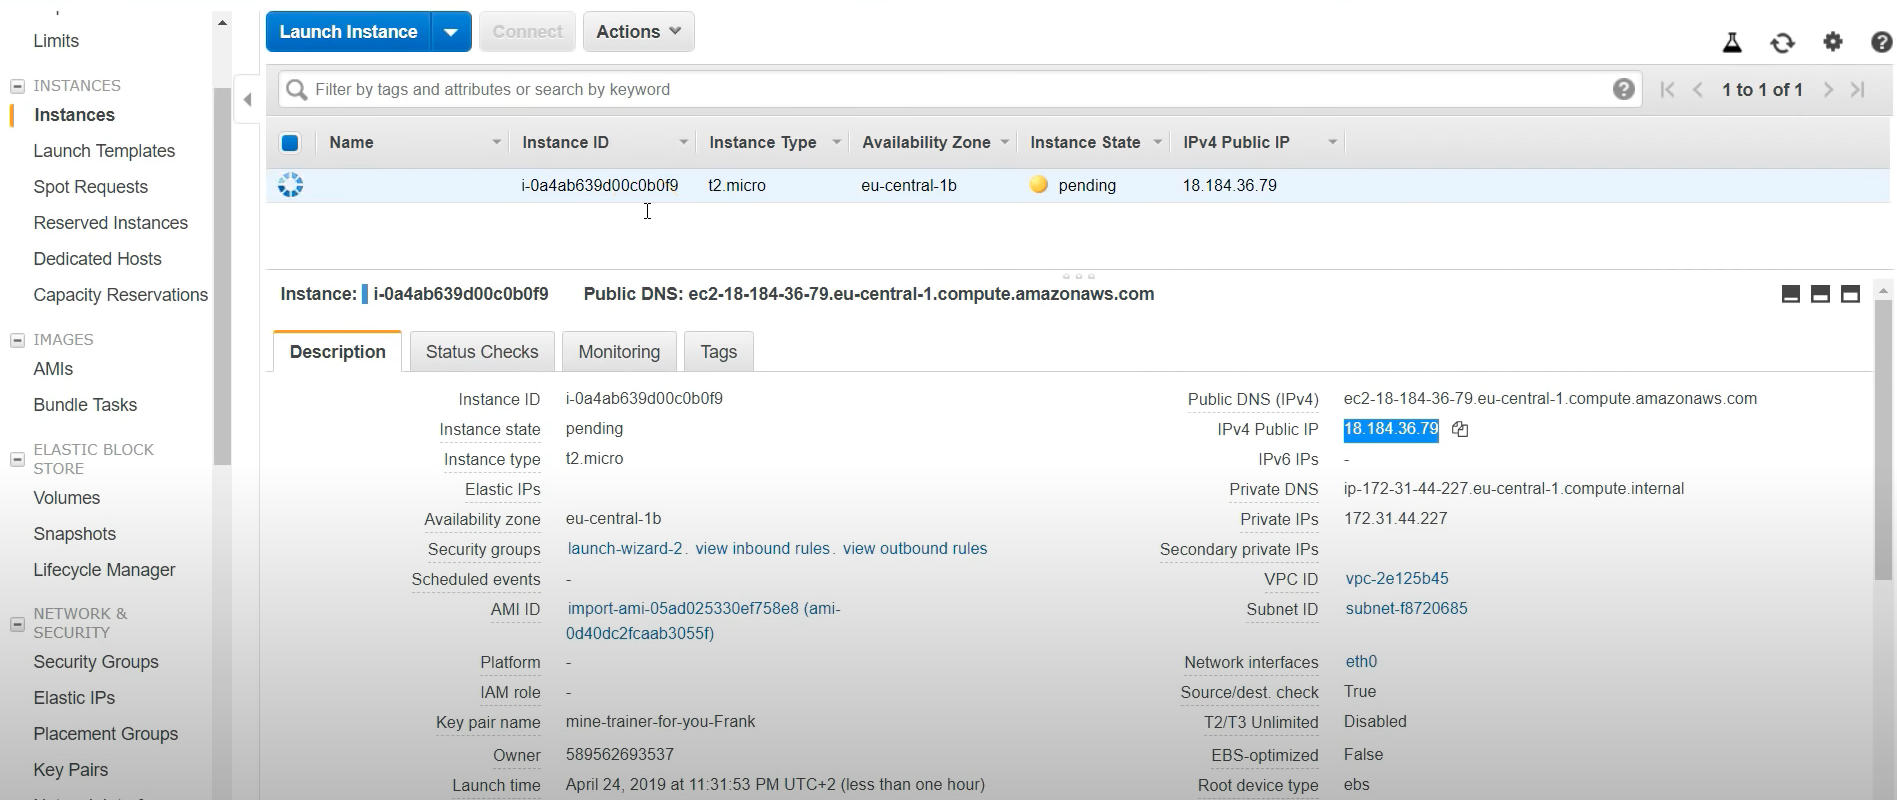 Limits
INSTANCES
Instances
Launch Templates
Spot Requests
Reserved Instances
Dedicated Hosts
Capacity Reservations
IMAGES
AMIs
Bundle Tasks
ELASTIC BLOCK
STORE
Volumes
Snapshots
Lifecycle Manager
NETWORK &
SECURITY
Security Groups
Elastic IPs
Placement Groups
Key Pairs
Launch Instance Connect Actions
Filter by tags and attributes or search by keyword ? 1 to 1 of 1
Name Instance ID Instance Type Availability Zone Instance State IPv4 Public IP
i-0a4ab639d00c0b0f9 t2.micro eu-central-1b pending 18.184.36.79
Instance: i-0a4ab639d00c0b0f9 Public DNS: ec2-18-184-36-79.eu-central-1.compute.amazonaws.com
Description Status Checks Monitoring Tags
Instance ID i-0a4ab639d00c0b0f9
Instance state pending
Instance type t2.micro
Elastic IPs
Availability zone eu-central-1b
Security groups launch-wizard-2. view inbound rules. view outbound rules
Scheduled events -
AMI ID import-ami-05ad025330ef758e8 (ami-
0d40dc2fcaab3055f)
Platform -
IAM role -
Key pair name mine-trainer-for-you-Frank
Owner 589562693537
Launch time April 24, 2019 at 11:31:53 PM UTC+2 (less than one hour)
Public DNS (IPv4) ec2-18-184-36-79.eu-central-1.compute.amazonaws.com
IPv4 Public IP 18.184.36.79
IPv6 IPs -
Private DNS ip-172-31-44-227.eu-central-1.compute.internal
Private IPs 172.31.44.227
Secondary private IPs
VPC ID vpc-2e125b45
Subnet ID subnet-f8720685
Network interfaces eth0
Source/dest. check True
T2/T3 Unlimited Disabled
EBS-optimized False
Root device type ebs